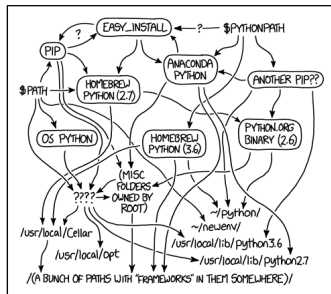 EASY_INSTALL
?
$PYTHONPATH
?
PIP
ANACONDA
PYTHON
ANOTHER PIP??
HOMEBREW
PYTHON (2.7)
$PATH
OS PYTHON
HOMEBREW
PYTHON (3.6)
PYTHON.ORG
BINARY (2.6)
(MISC
FOLDERS
OWNED BY
ROOT)
????
~/python/
~/newenv/
/usr/local/Cellar
/usr/local/opt
/usr/local/lib/python3.6
/usr/local/lib/python2.7
/(A BUNCH OF PATHS WITH "FRAMEWORKS" IN THEM SOMEWHERE)/